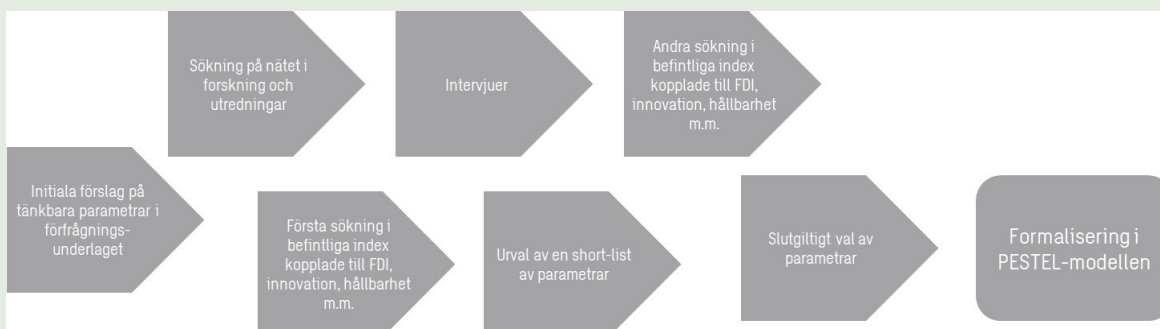 Initiala förslag på
tänkbara parametrar i
förfrågnings-
underlaget
Sökning på nätet i
forskning och
utredningar
Första sökning i
befintliga index
kopplade till FDI,
innovation, hållbarhet
m.m.
Intervjuer
Urval av en short-list
av parametrar
Andra sökning i
befintliga index
kopplade till FDI,
innovation, hållbarhet
m.m.
Slutgiltigt val av
parametrar
Formalisering i
PESTEL-modellen